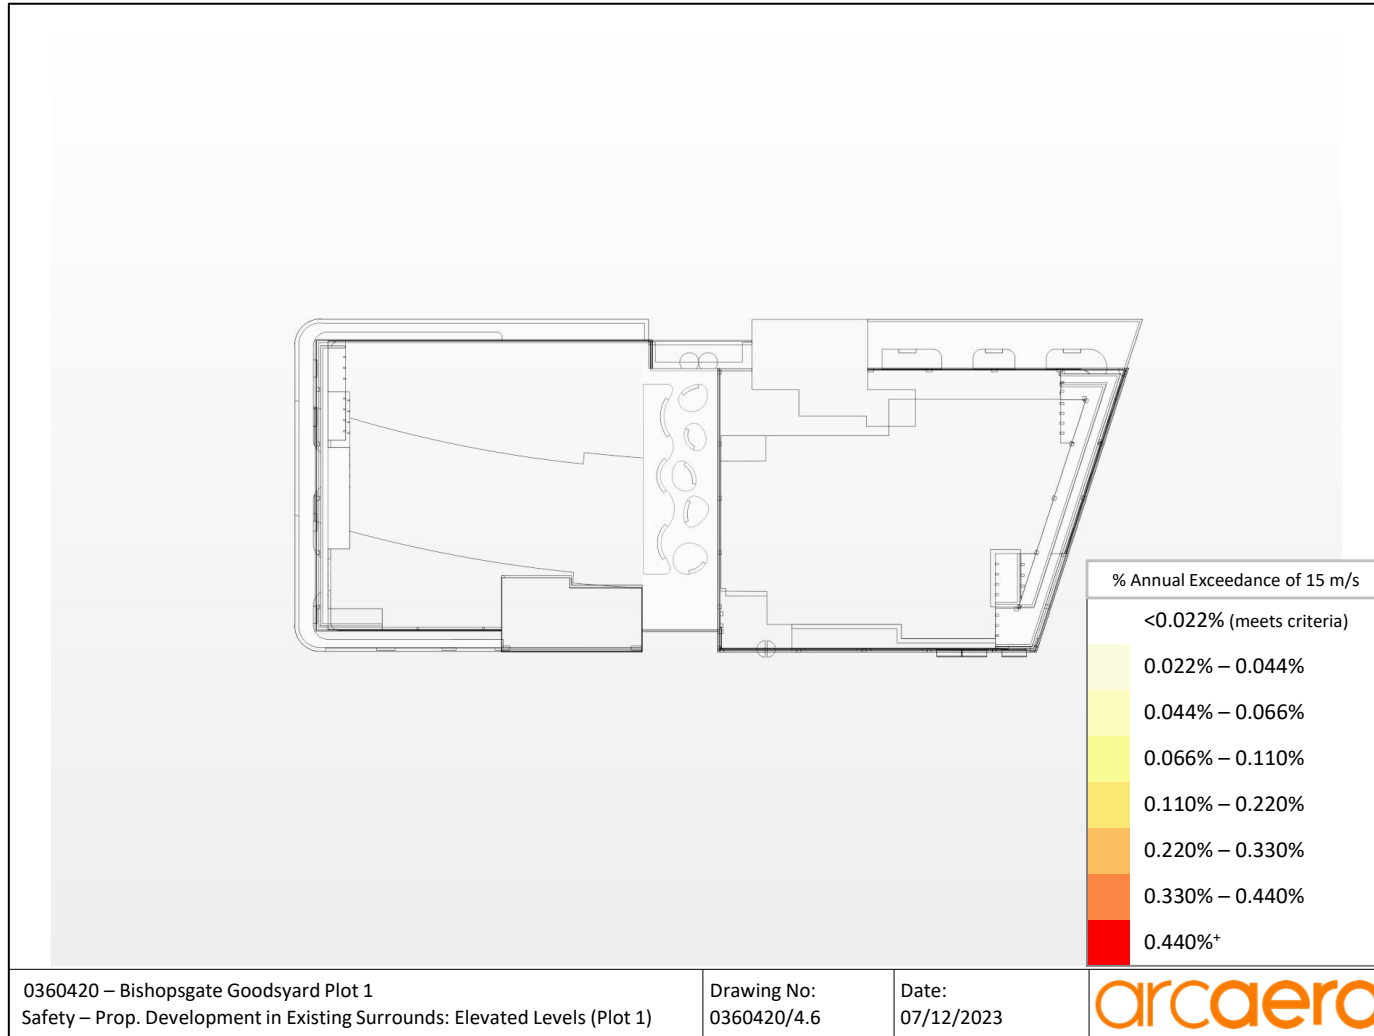 % Annual Exceedance of 15 m/s
<0.022% (meets criteria)
0.022% – 0.044%
0.044% – 0.066%
0.066% – 0.110%
0.110% – 0.220%
0.220% – 0.330%
0.330% – 0.440%
0.440%⁺
0360420 – Bishopsgate Goodsyard Plot 1
Safety – Prop. Development in Existing Surrounds: Elevated Levels (Plot 1)
Drawing No:
0360420/4.6
Date:
07/12/2023
arcaero